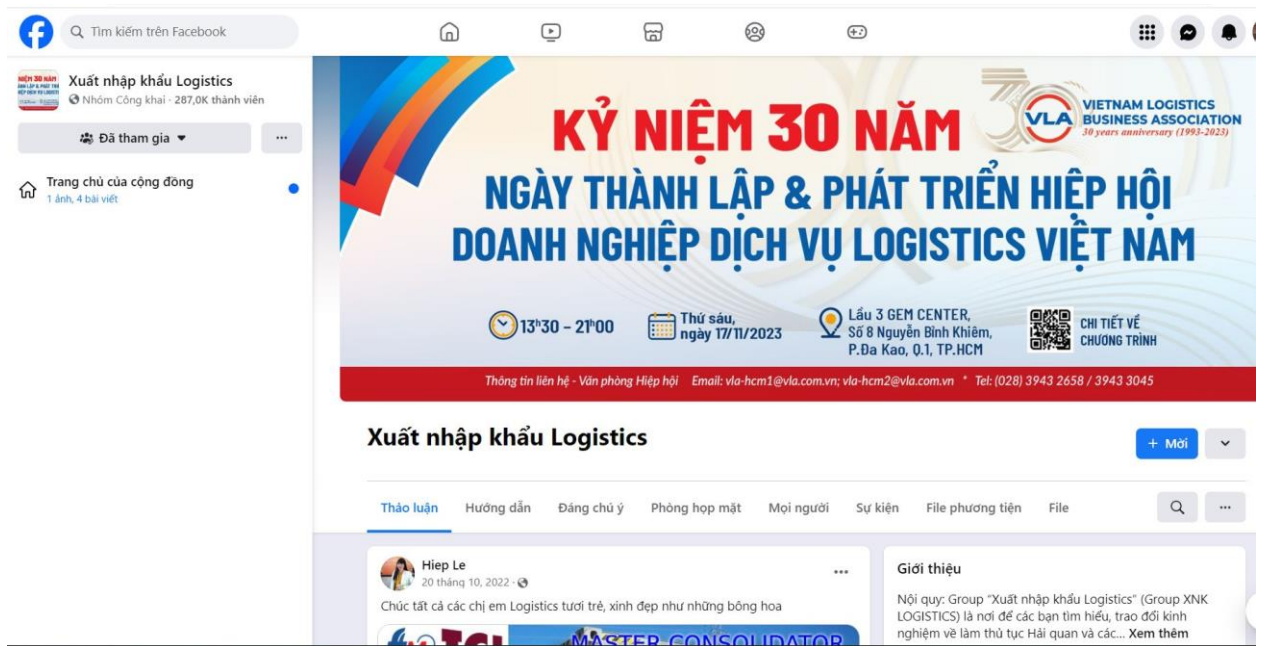 Tìm kiếm trên Facebook
Xuất nhập khẩu Logistics
Nhóm Công khai · 287,0K thành viên
Đã tham gia
Trang chủ của cộng đồng
1 ảnh, 4 bài viết
KỶ NIỆM 30 NĂM
VLA
VIETNAM LOGISTICS
BUSINESS ASSOCIATION
30 years anniversary (1993-2023)
NGÀY THÀNH LẬP & PHÁT TRIỂN HIỆP HỘI
DOANH NGHIỆP DỊCH VỤ LOGISTICS VIỆT NAM
13h30 – 21h00
Thứ sáu,
ngày 17/11/2023
Lầu 3 GEM CENTER,
Số 8 Nguyễn Bỉnh Khiêm,
P.Đa Kao, Q.1, TP.HCM
CHI TIẾT VỀ
CHƯƠNG TRÌNH
Thông tin liên hệ - Văn phòng Hiệp hội Email: vla-hcm1@vla.com.vn; vla-hcm2@vla.com.vn * Tel: (028) 3943 2658 / 3943 3045
Xuất nhập khẩu Logistics
+ Mời
Thảo luận Hướng dẫn Đáng chú ý Phòng họp mặt Mọi người Sự kiện File phương tiện File
Hiep Le
20 tháng 10, 2022 ·
Chúc tất cả các chị em Logistics tươi trẻ, xinh đẹp như những bông hoa
MASTER CONSOLIDATOR
Giới thiệu
Nội quy: Group "Xuất nhập khẩu Logistics" (Group XNK
LOGISTICS) là nơi để các bạn tìm hiểu, trao đổi kinh
nghiệm về làm thủ tục Hải quan và các... Xem thêm